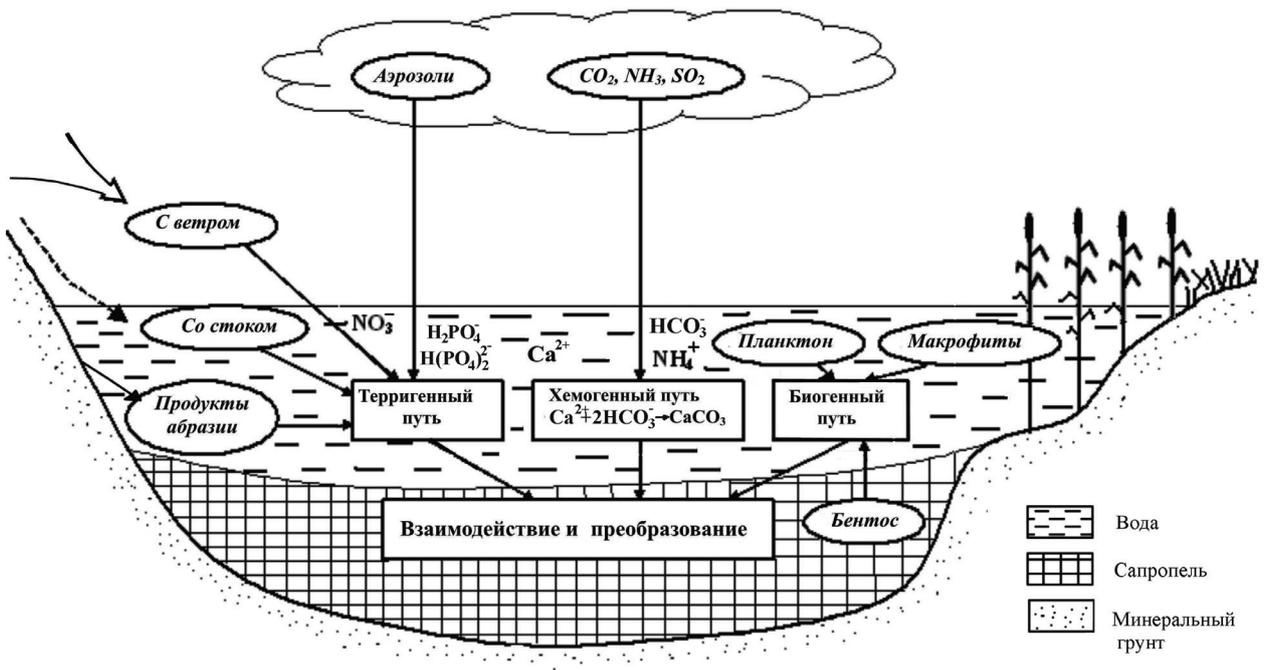 Аэрозоли
CO₂, NH₃, SO₂
С ветром
Со стоком
NO₃⁻
H₂PO₄⁻
H(PO₄)₂²⁻
Ca²⁺
HCO₃⁻
NH₄⁺
Планктон
Макрофиты
Продукты
абразии
Терригенный
путь
Хемогенный путь
Ca²⁺+2HCO₃⁻→CaCO₃
Биогенный
путь
Взаимодействие и преобразование
Бентос
Вода
Сапропель
Минеральный
грунт